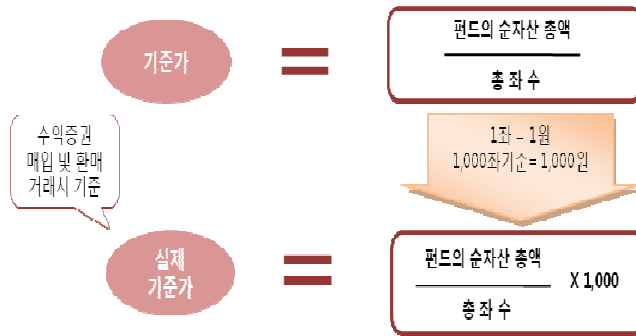 기준가
=
펀드의 순자산 총액
총 좌 수
수익증권
매입 및 환매
거래시 기준
1좌 – 1원
1,000좌기준= 1,000원
실제
기준가
=
펀드의 순자산 총액
총 좌 수
X 1,000